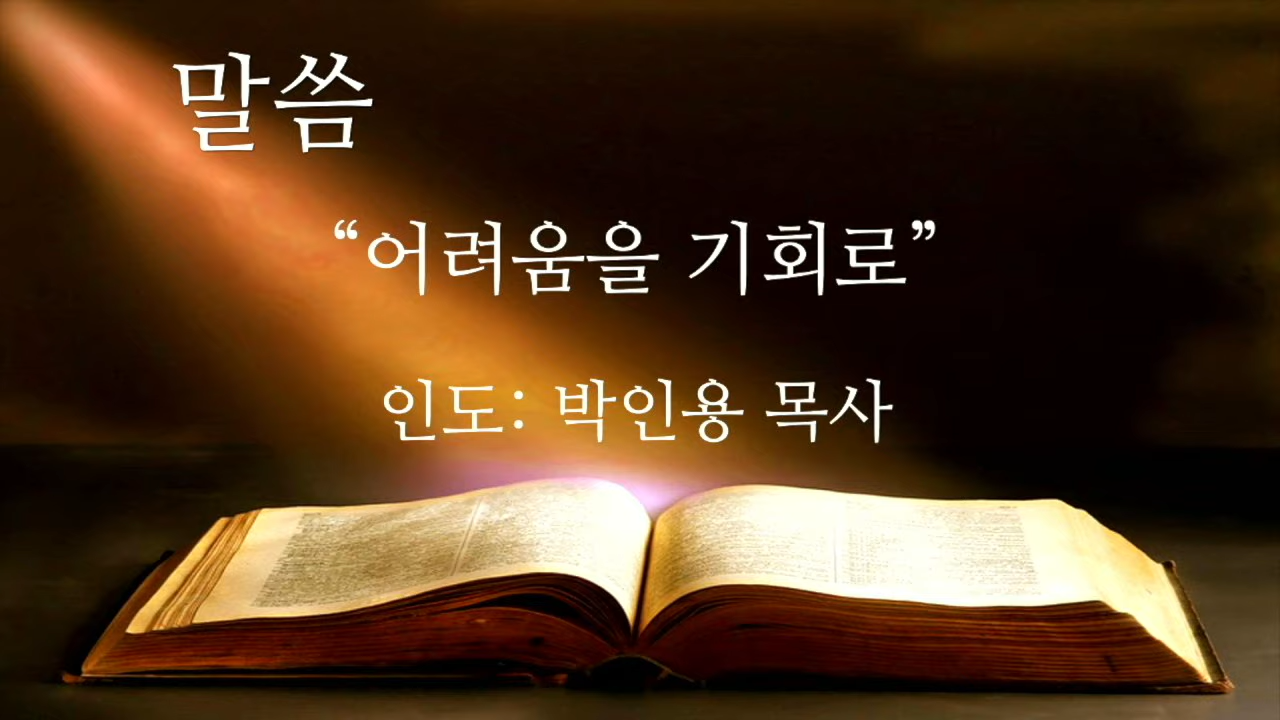 말씀
“어려움을 기회로”
인도: 박인용 목사